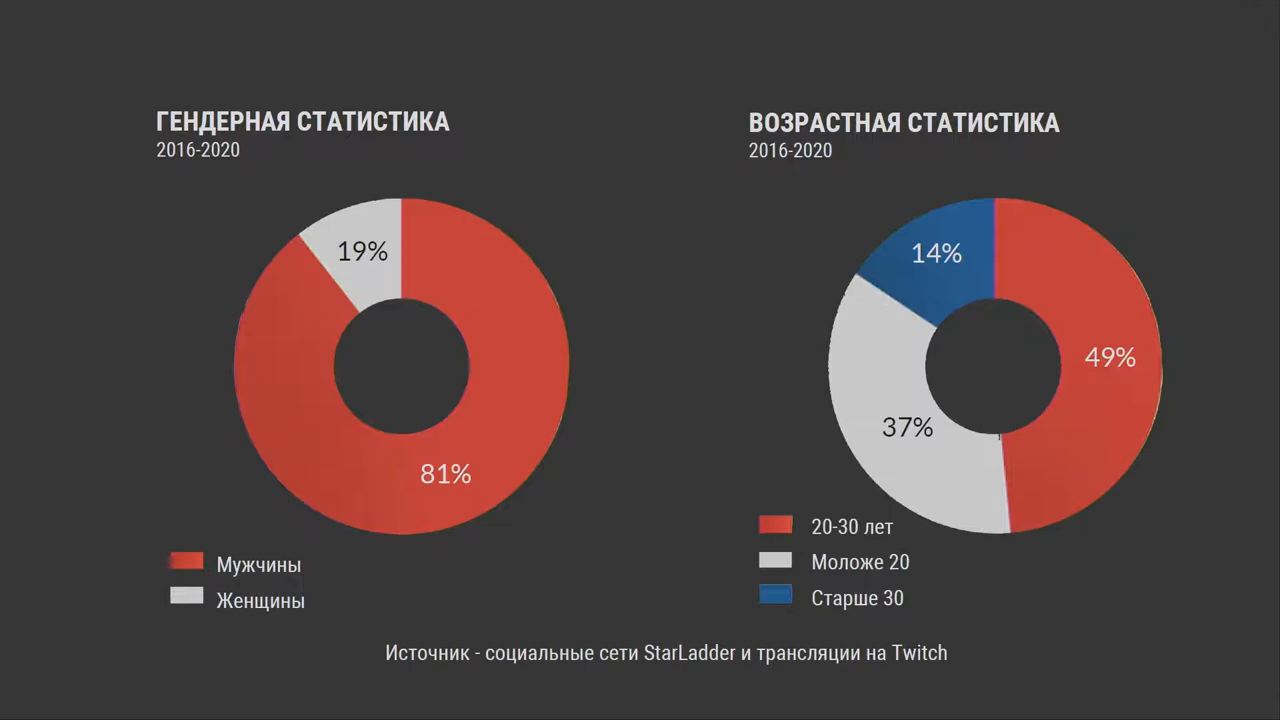 ГЕНДЕРНАЯ СТАТИСТИКА
2016-2020
19%
81%
Мужчины
Женщины
ВОЗРАСТНАЯ СТАТИСТИКА
2016-2020
14%
49%
37%
20-30 лет
Моложе 20
Старше 30
Источник - социальные сети StarLadder и трансляции на Twitch